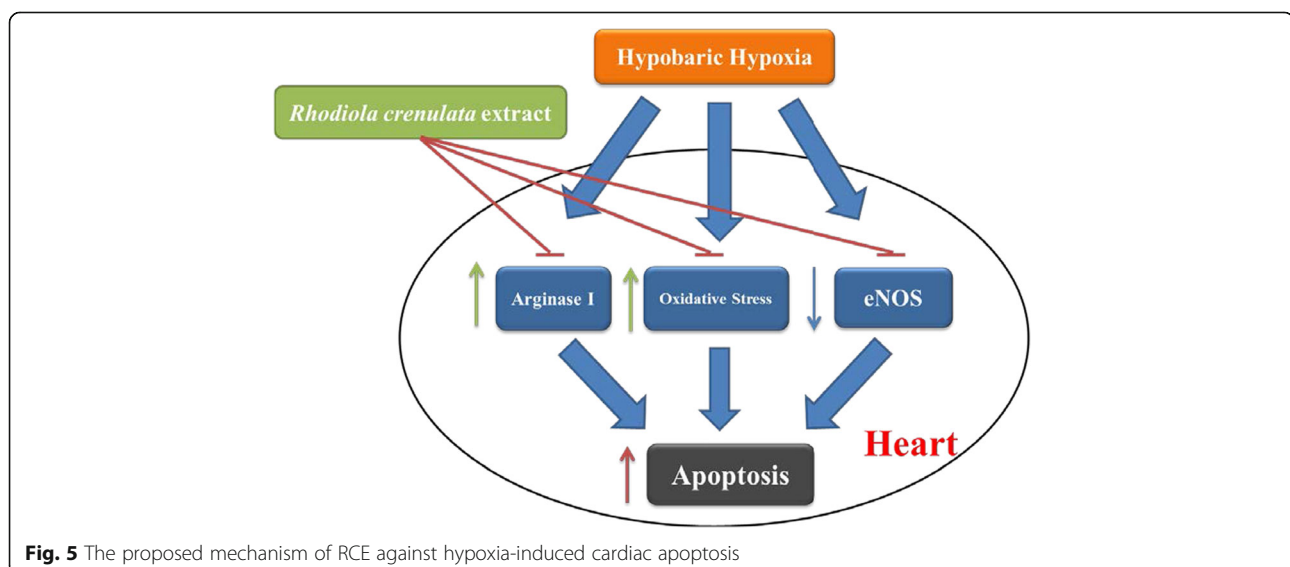 Hypobaric Hypoxia
Rhodiola crenulata extract
Arginase I
Oxidative Stress
eNOS
Heart
Apoptosis
Fig. 5 The proposed mechanism of RCE against hypoxia-induced cardiac apoptosis